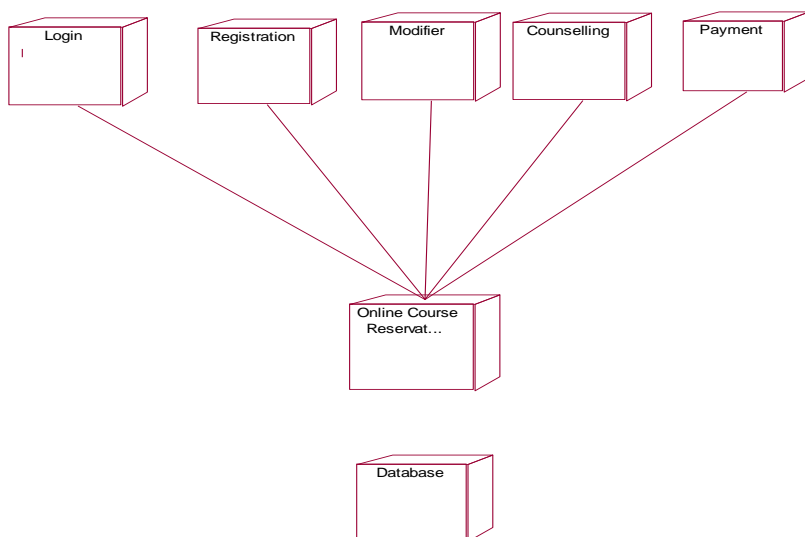 Login
Registration
Modifier
Counselling
Payment
Online Course
Reservat...
Database